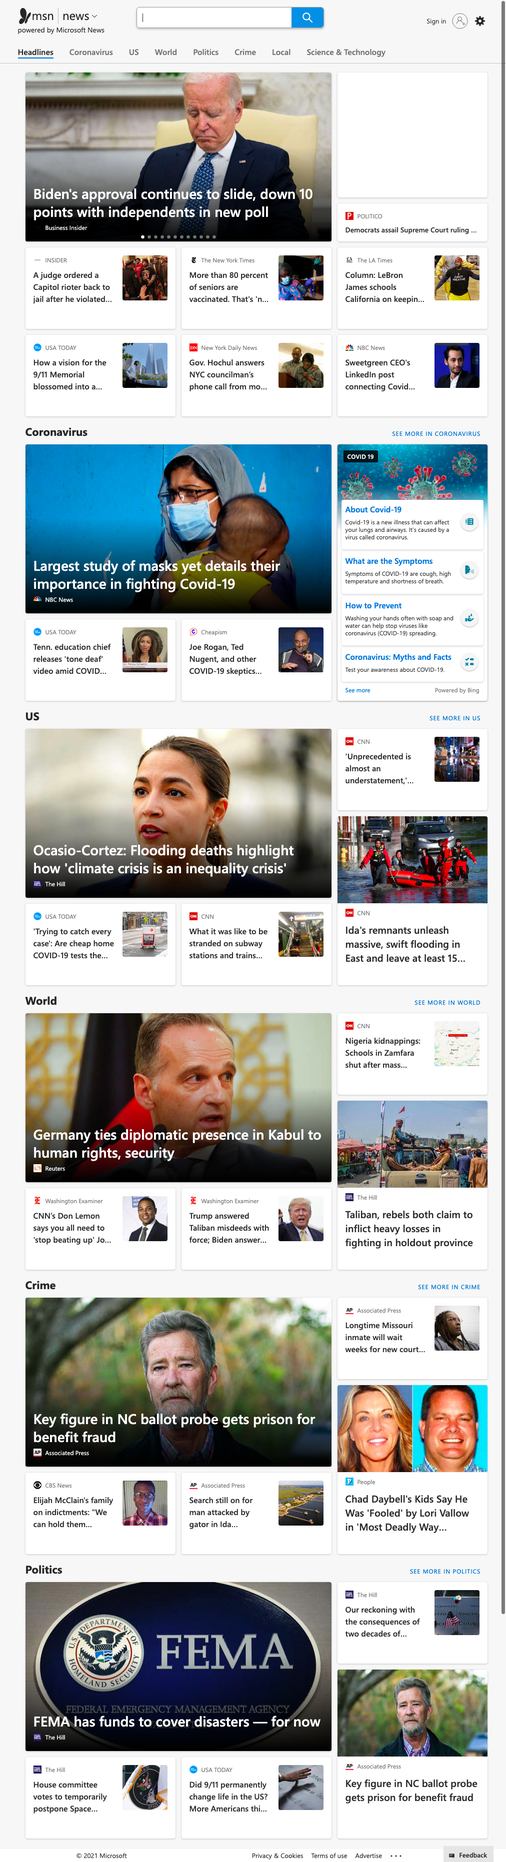 msn | news
powered by Microsoft News
Sign in
Headlines
Coronavirus
US
World
Politics
Crime
Local
Science & Technology
Biden's approval continues to slide, down 10
points with independents in new poll
Business Insider
POLITICO
Democrats assail Supreme Court ruling ...
INSIDER
A judge ordered a
Capitol rioter back to
jail after he violated...
The New York Times
More than 80 percent
of seniors are
vaccinated. That's 'n...
The LA Times
Column: LeBron
James schools
California on keepin...
USA TODAY
How a vision for the
9/11 Memorial
blossomed into a...
New York Daily News
Gov. Hochul answers
NYC councilman's
phone call from mo...
NBC News
Sweetgreen CEO's
LinkedIn post
connecting Covid...
Coronavirus
SEE MORE IN CORONAVIRUS
Largest study of masks yet details their
importance in fighting Covid-19
NBC News
COVID 19
About Covid-19
Covid-19 is a new illness that can affect
your lungs and airways. It's caused by a
virus called coronavirus.
What are the Symptoms
Symptoms of COVID-19 are cough, high
temperature and shortness of breath.
How to Prevent
Washing your hands often with soap and
water can help stop viruses like
coronavirus (COVID-19) spreading.
Coronavirus: Myths and Facts
Test your awareness about COVID-19.
See more
Powered by Bing
USA TODAY
Tenn. education chief
releases 'tone deaf'
video amid COVID...
Cheapism
Joe Rogan, Ted
Nugent, and other
COVID-19 skeptics...
US
SEE MORE IN US
Ocasio-Cortez: Flooding deaths highlight
how 'climate crisis is an inequality crisis'
The Hill
CNN
'Unprecedented is
almost an
understatement,'...
CNN
Ida's remnants unleash
massive, swift flooding in
East and leave at least 15...
USA TODAY
'Trying to catch every
case': Are cheap home
COVID-19 tests the...
CNN
What it was like to be
stranded on subway
stations and trains...
World
SEE MORE IN WORLD
Germany ties diplomatic presence in Kabul to
human rights, security
Reuters
CNN
Nigeria kidnappings:
Schools in Zamfara
shut after mass...
The Hill
Taliban, rebels both claim to
inflict heavy losses in
fighting in holdout province
Washington Examiner
CNN's Don Lemon
says you all need to
'stop beating up' Jo...
Washington Examiner
Trump answered
Taliban misdeeds with
force; Biden answer...
Crime
SEE MORE IN CRIME
Key figure in NC ballot probe gets prison for
benefit fraud
Associated Press
Associated Press
Longtime Missouri
inmate will wait
weeks for new court...
People
Chad Daybell's Kids Say He
Was 'Fooled' by Lori Vallow
in 'Most Deadly Way...
CBS News
Elijah McClain's family
on indictments: "We
can hold them...
Associated Press
Search still on for
man attacked by
gator in Ida...
Politics
SEE MORE IN POLITICS
FEMA
FEDERAL EMERGENCY MANAGEMENT AGENCY
FEMA has funds to cover disasters — for now
The Hill
The Hill
Our reckoning with
the consequences of
two decades of...
Associated Press
Key figure in NC ballot probe
gets prison for benefit fraud
The Hill
House committee
votes to temporarily
postpone Space...
USA TODAY
Did 9/11 permanently
change life in the US?
More Americans thi...
© 2021 Microsoft
Privacy & Cookies
Terms of use
Advertise
Feedback